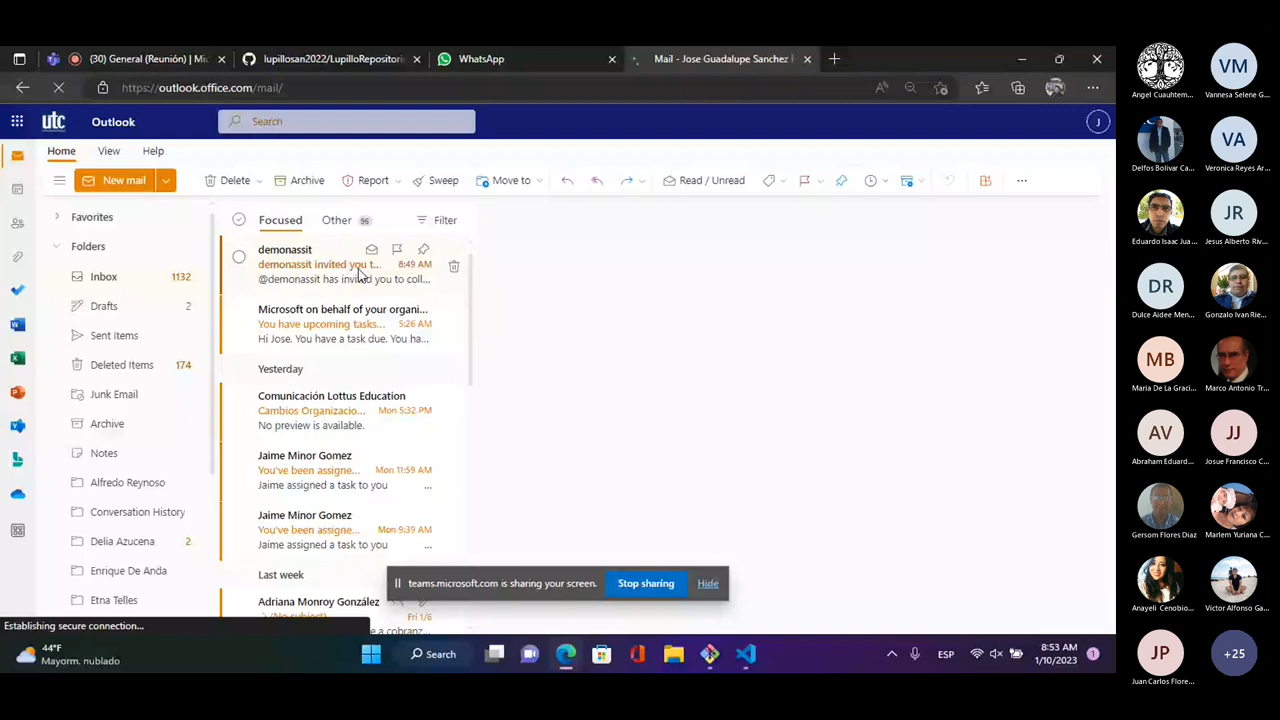 (30) General (Reunión) | Mi
lupillosan2022/LupilloRepositori
WhatsApp
Mail - Jose Guadalupe Sanchez
https://outlook.office.com/mail/
utc
Outlook
Search
J
Home
View
Help
New mail
Delete
Archive
Report
Sweep
Move to
Read / Unread
Favorites
Folders
Inbox 1132
Drafts 2
Sent Items
Deleted Items 174
Junk Email
Archive
Notes
Alfredo Reynoso
Conversation History
Delia Azucena 2
Enrique De Anda
Etna Telles
Focused
Other 96
Filter
demonassit
demonassit invited you t... 8:49 AM
@demonassit has invited you to coll...
Microsoft on behalf of your organi...
You have upcoming tasks... 5:26 AM
Hi Jose. You have a task due. You ha...
Yesterday
Comunicación Lottus Education
Cambios Organizacio... Mon 5:32 PM
No preview is available.
Jaime Minor Gomez
You've been assigne... Mon 11:59 AM
Jaime assigned a task to you ...
Jaime Minor Gomez
You've been assigne... Mon 9:39 AM
Jaime assigned a task to you ...
Last week
Adriana Monroy González
(No subject) Fri 1/6
e a cobranz...
teams.microsoft.com is sharing your screen.
Stop sharing
Hide
Establishing secure connection...
44°F
Mayorm. nublado
Search
ESP
8:53 AM
1/10/2023
1
Angel Cuauhtem...
VM
Vannesa Selene G...
Delfos Bolivar Ca...
VA
Veronica Reyes Ar...
Eduardo Isaac Jua...
JR
Jesus Alberto Riv...
DR
Dulce Aidee Men...
Gonzalo Ivan Rie...
MB
Maria De La Graci...
Marco Antonio Tr...
AV
Abraham Eduard...
JJ
Josue Francisco C...
Gersom Flores Diaz
Marlem Yuriana C...
Anayeli Cenobio...
Victor Alfonso Ga...
JP
Juan Carlos Flore...
+25